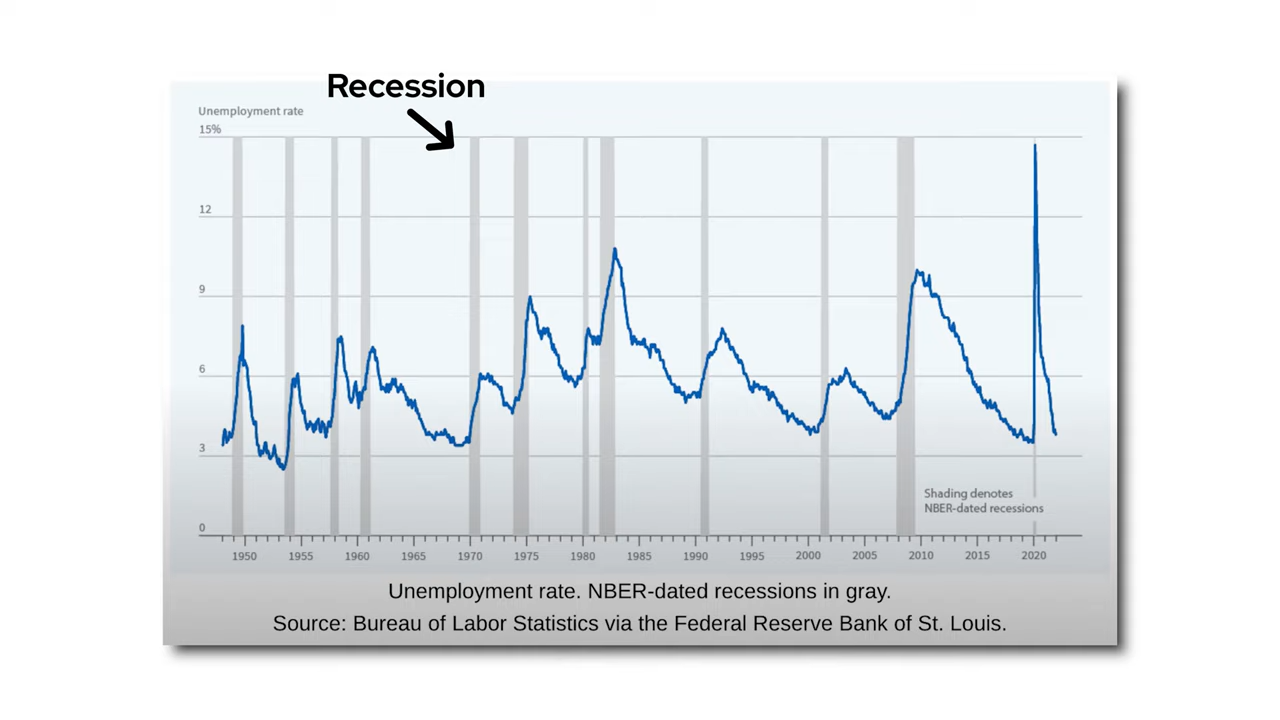 Recession
Unemployment rate
15%
12
9
6
3
0
Shading denotes
NBER-dated recessions
1950 1955 1960 1965 1970 1975 1980 1985 1990 1995 2000 2005 2010 2015 2020
Unemployment rate. NBER-dated recessions in gray.
Source: Bureau of Labor Statistics via the Federal Reserve Bank of St. Louis.